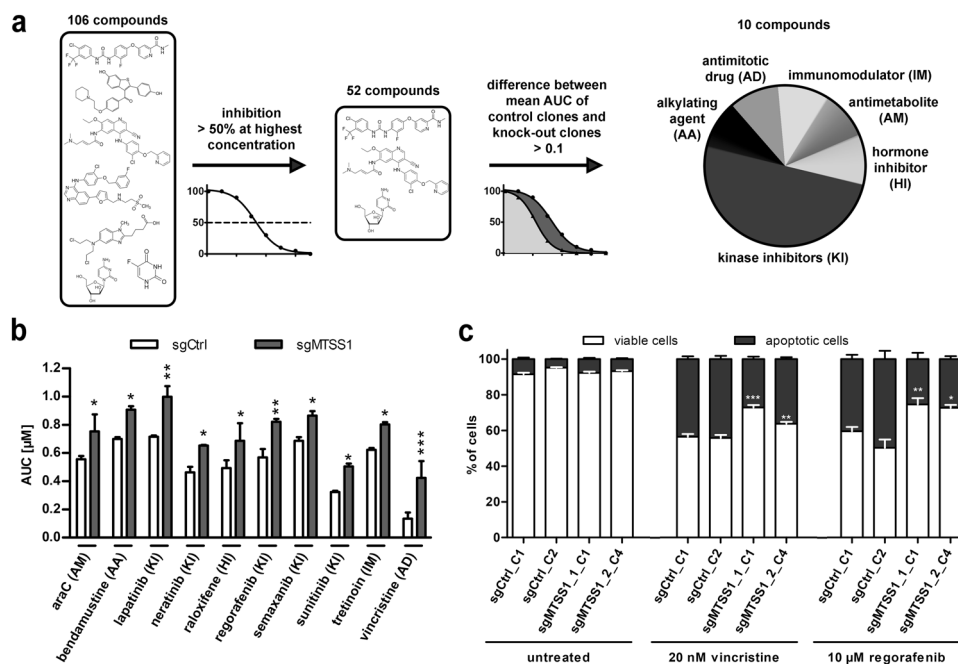 a
106 compounds
inhibition
> 50% at highest
concentration
100
50
0
52 compounds
difference between
mean AUC of
control clones and
knock-out clones
> 0.1
100
50
0
10 compounds
antimitotic
drug (AD)
immunomodulator (IM)
alkylating
agent (AA)
antimetabolite
(AM)
hormone
inhibitor
(HI)
kinase inhibitors (KI)
b
sgCtrl
sgMTSS1
AUC [µM]
1.2
1.0
0.8
0.6
0.4
0.2
0.0
* * ** * * ** * * * ***
araC (AM)
bendamustine (AA)
lapatinib (KI)
neratinib (KI)
raloxifene (HI)
regorafenib (KI)
semaxanib (KI)
sunitinib (KI)
tretinoin (IM)
vincristine (AD)
c
viable cells
apoptotic cells
% of cells
100
80
60
40
20
0
*** ** ** *
sgCtrl_C1
sgCtrl_C2
sgMTSS1_1_C1
sgMTSS1_2_C4
sgCtrl_C1
sgCtrl_C2
sgMTSS1_1_C1
sgMTSS1_2_C4
sgCtrl_C1
sgCtrl_C2
sgMTSS1_1_C1
sgMTSS1_2_C4
untreated
20 nM vincristine
10 µM regorafenib